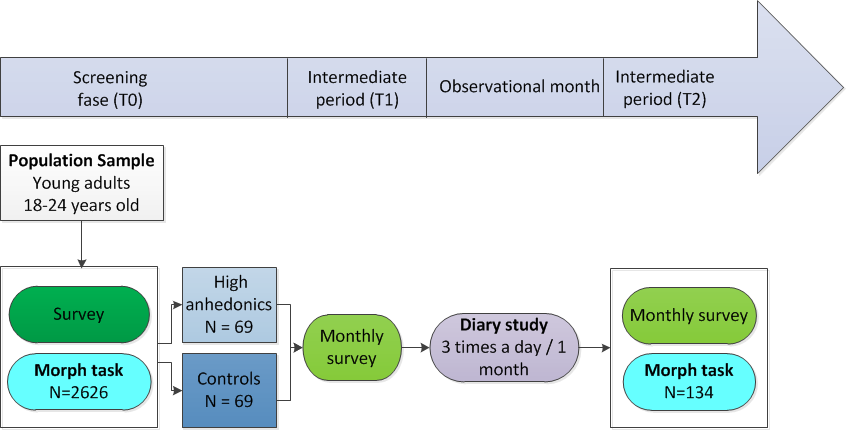 Screening
fase (T0)
Intermediate
period (T1)
Observational month
Intermediate
period (T2)
Population Sample
Young adults
18-24 years old
Survey
Morph task
N=2626
High
anhedonics
N = 69
Controls
N = 69
Monthly
survey
Diary study
3 times a day / 1
month
Monthly survey
Morph task
N=134